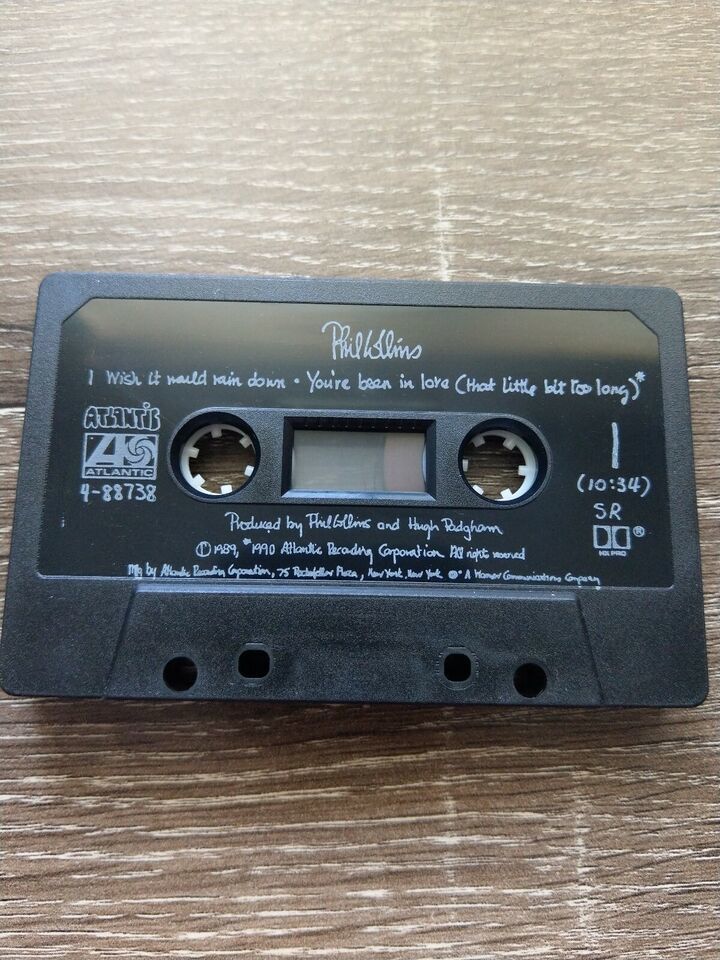 Phil Collins
I Wish it would rain down • You've been in love (that little bit too long)*
ATLANTIC
ATLANTIC
4-88738
1
(10:34)
SR
HX PRO
Produced by Phil Collins and Hugh Padgham
℗ 1989, *1990 Atlantic Recording Corporation All right reserved
Mfg by Atlantic Recording Corporation, 75 Rockefeller Plaza, New York, New York ®* A Warner Communications Company